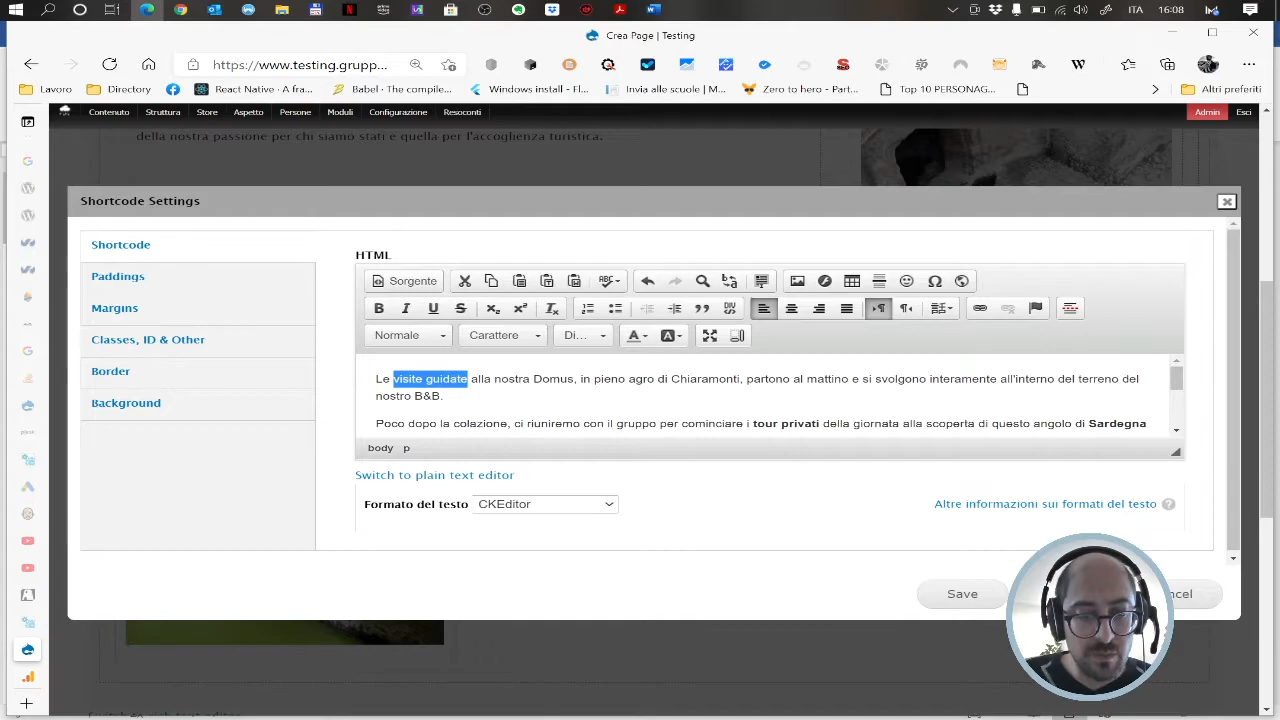 ITA 16:08
Crea Page | Testing
https://www.testing.grupp...
Lavoro Directory React Native · A fra... Babel · The compile... Windows install - Fl... Invia alle scuole | M... Zero to hero - Part... Top 10 PERSONAG... Altri preferiti
Contenuto Struttura Store Aspetto Persone Moduli Configurazione Resoconti Admin Esci
della nostra passione per chi siamo stati e quella per l'accoglienza turistica.
Shortcode Settings
Shortcode
Paddings
Margins
Classes, ID & Other
Border
Background
HTML
Sorgente
Normale Carattere Di...
Le visite guidate alla nostra Domus, in pieno agro di Chiaramonti, partono al mattino e si svolgono interamente all'interno del terreno del
nostro B&B.
Poco dopo la colazione, ci riuniremo con il gruppo per cominciare i tour privati della giornata alla scoperta di questo angolo di Sardegna
body p
Switch to plain text editor
Formato del testo CKEditor Altre informazioni sui formati del testo
Save